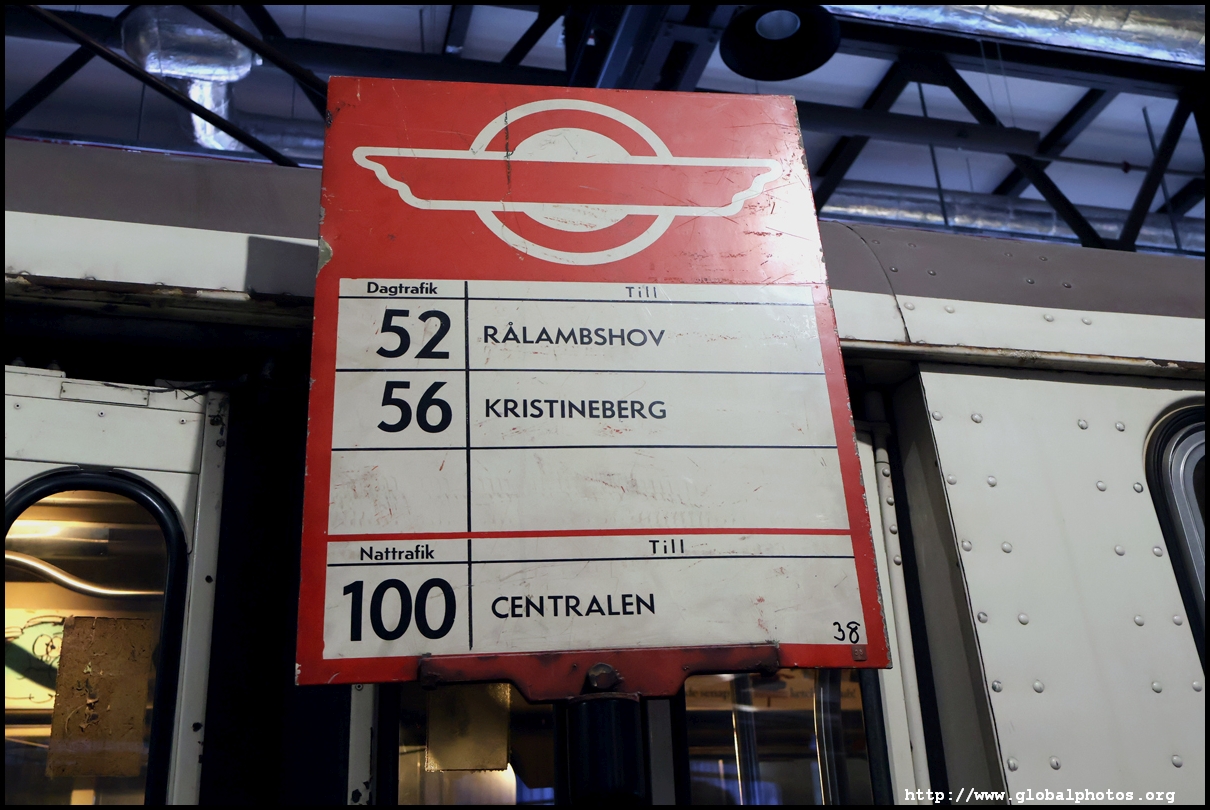 Dagtrafik Till
52 RÅLAMBSHOV
56 KRISTINEBERG
Nattrafik Till
100 CENTRALEN
38
http://www.globalphotos.org